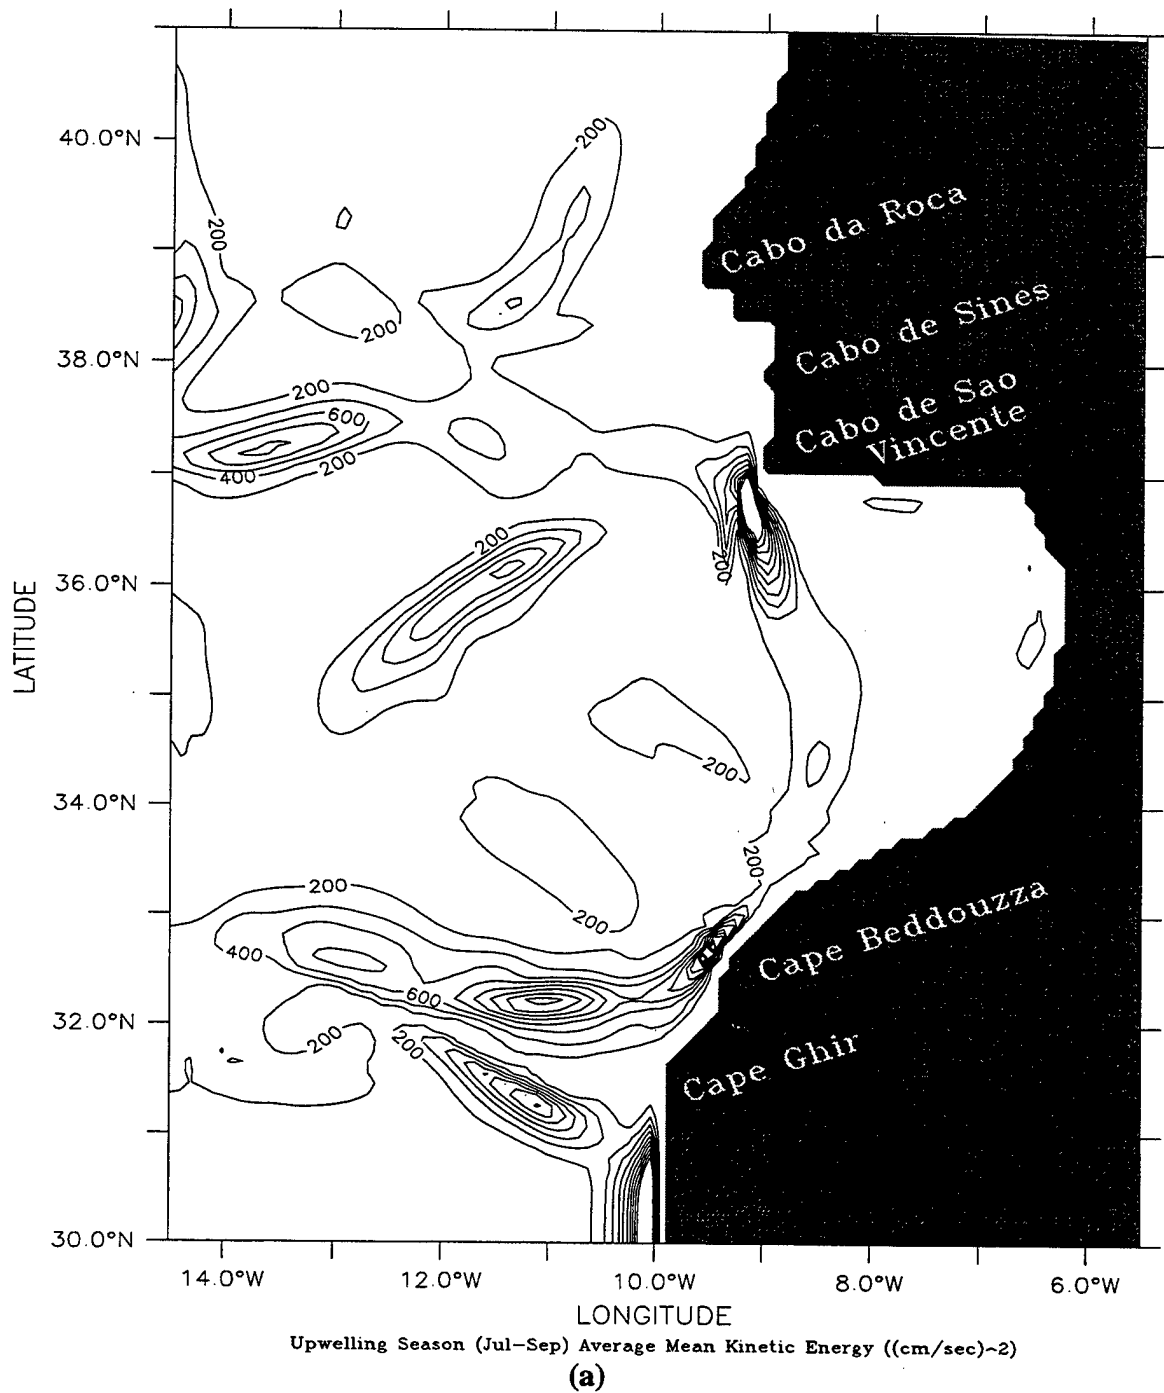 40.0°N
38.0°N
36.0°N
34.0°N
32.0°N
30.0°N
LATITUDE
200
200
200
200
600
200
400
200
200
200
200
200
200
200
400
600
200
200
Cabo da Roca
Cabo de Sines
Cabo de Sao
Vincente
Cape Beddouzza
Cape Ghir
14.0°W
12.0°W
10.0°W
8.0°W
6.0°W
LONGITUDE
Upwelling Season (Jul-Sep) Average Mean Kinetic Energy ((cm/sec)~2)
(a)